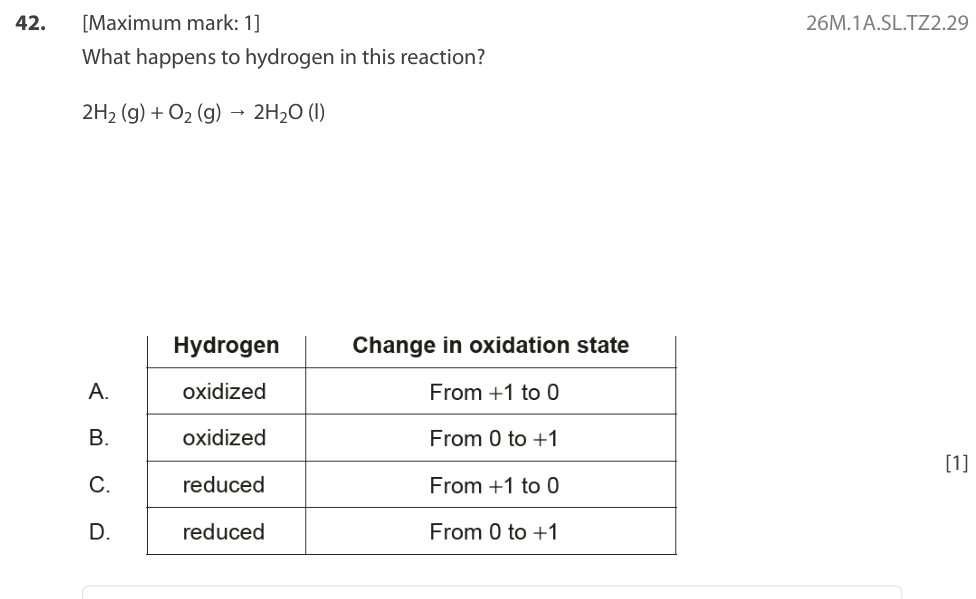 42. [Maximum mark: 1] 26M.1A.SL.TZ2.29
What happens to hydrogen in this reaction?
2H₂ (g) + O₂ (g) → 2H₂O (l)
Hydrogen Change in oxidation state
A. oxidized From +1 to 0
B. oxidized From 0 to +1
[1]
C. reduced From +1 to 0
D. reduced From 0 to +1